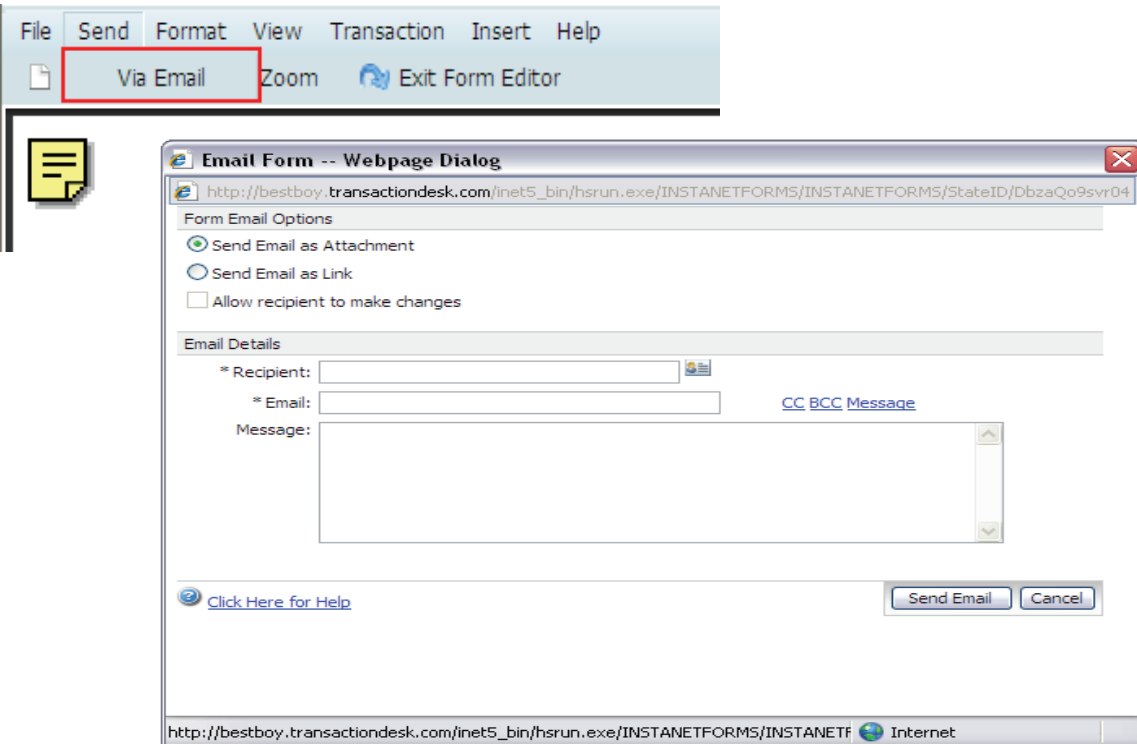 File Send Format View Transaction Insert Help
Via Email Zoom Exit Form Editor
Email Form -- Webpage Dialog
http://bestboy.transactiondesk.com/inet5_bin/hsrun.exe/INSTANETFORMS/INSTANETFORMS/StateID/DbzaQo9svr04
Form Email Options
Send Email as Attachment
Send Email as Link
Allow recipient to make changes
Email Details
* Recipient:
* Email: CC BCC Message
Message:
Click Here for Help Send Email Cancel
http://bestboy.transactiondesk.com/inet5_bin/hsrun.exe/INSTANETFORMS/INSTANETF Internet